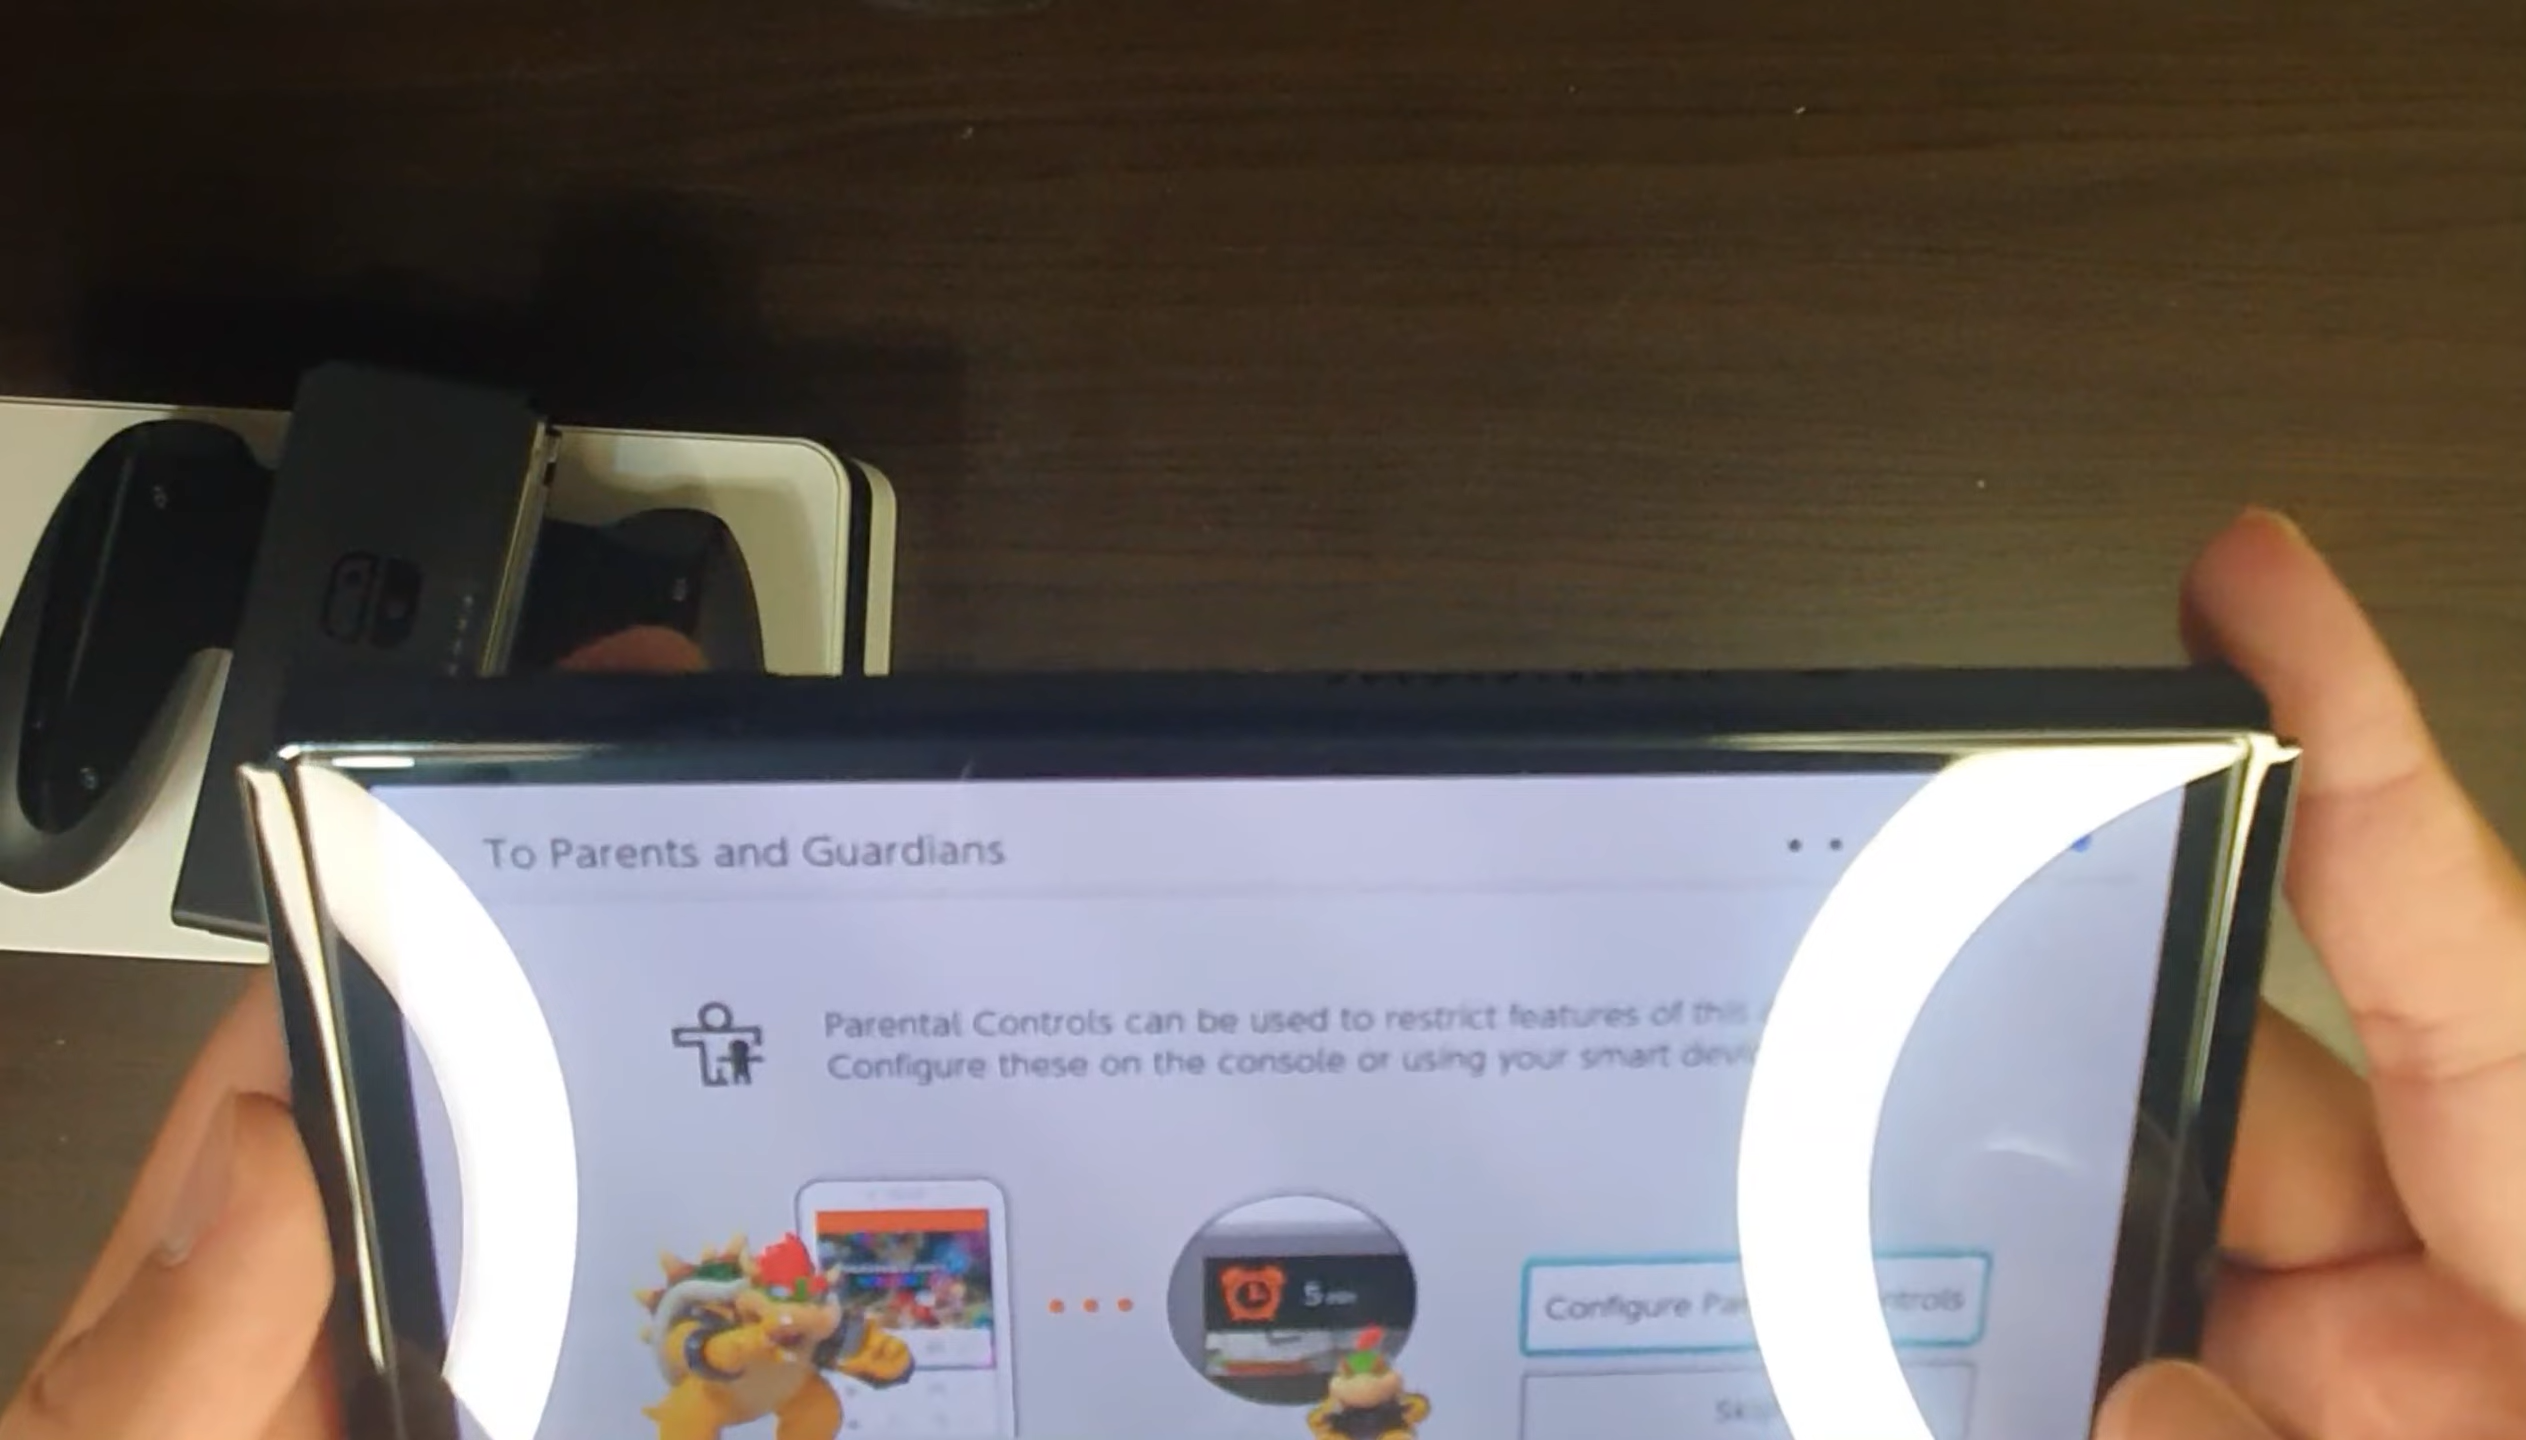 To Parents and Guardians
Parental Controls can be used to restrict features of this
Configure these on the console or using your smart
5
Configure